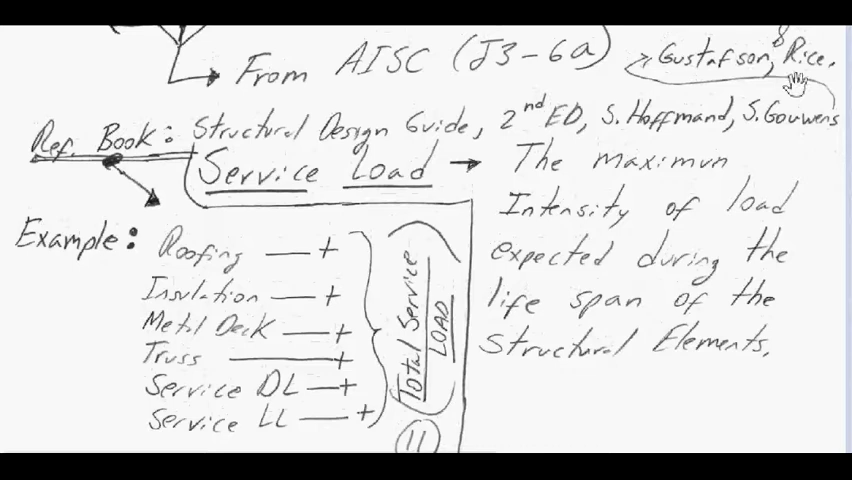 From AISC (J3-6a)
Gustafson, & Rice.
Ref. Book: Structural Design Guide, 2nd ED, S. Hoffmand, S. Gouwens
Service Load → The maximun
Intensity of load
expected during the
life span of the
Structural Elements.
Example:
Roofing — +
Insulation — +
Metil Deck — +
Truss — +
Service DL — +
Service LL — +
Total Service
LOAD
11